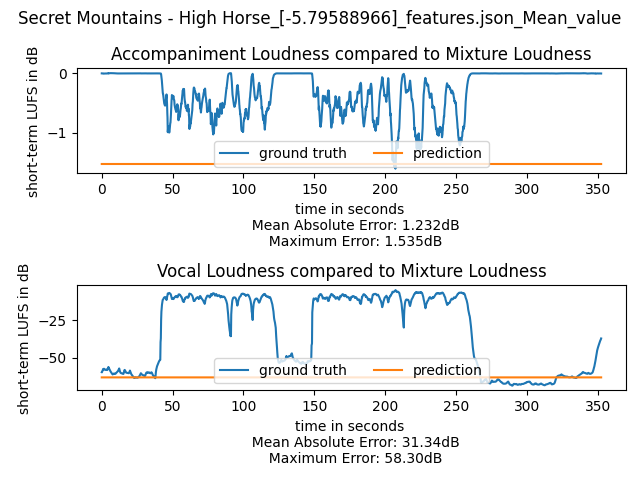 Secret Mountains - High Horse_[-5.79588966]_features.json_Mean_value
Accompaniment Loudness compared to Mixture Loudness
short-term LUFS in dB
0
−1
ground truth prediction
0 50 100 150 200 250 300 350
time in seconds
Mean Absolute Error: 1.232dB
Maximum Error: 1.535dB
Vocal Loudness compared to Mixture Loudness
short-term LUFS in dB
−25
−50
ground truth prediction
0 50 100 150 200 250 300 350
time in seconds
Mean Absolute Error: 31.34dB
Maximum Error: 58.30dB